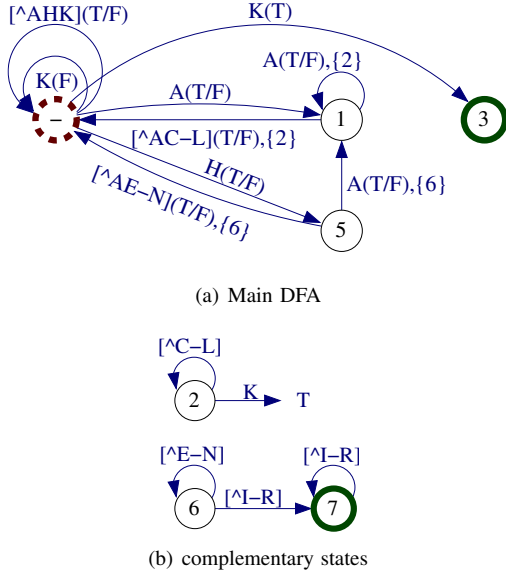 [^AHK](T/F)
K(T)
K(F)
A(T/F),{2}
A(T/F)
–
1
3
[^AC–L](T/F),{2}
H(T/F)
[^AE–N](T/F),{6}
A(T/F),{6}
5
(a) Main DFA
[^C–L]
2
K
T
[^E–N]
[^I–R]
6
[^I–R]
7
(b) complementary states